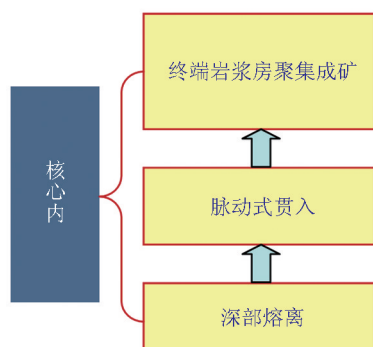 终端岩浆房聚集成矿
核心内
脉动式贯入
深部熔离